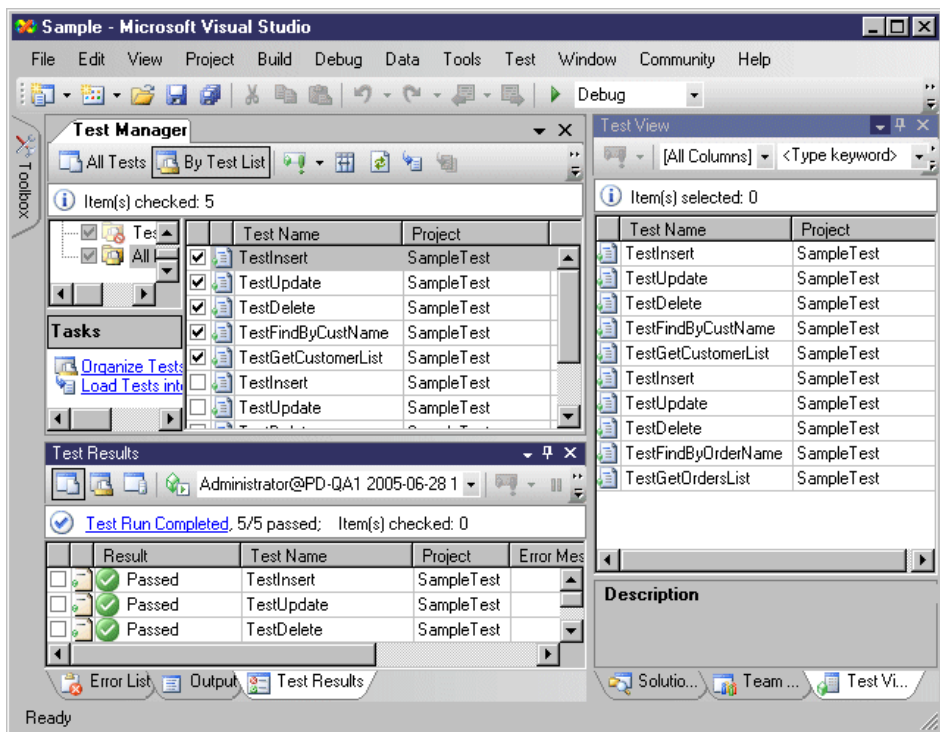 Sample - Microsoft Visual Studio
File Edit View Project Build Debug Data Tools Test Window Community Help
Debug
Toolbox
Test Manager
All Tests By Test List
Item(s) checked: 5
Tes
All
Tasks
Organize Tests
Load Tests int
Test Name Project
TestInsert SampleTest
TestUpdate SampleTest
TestDelete SampleTest
TestFindByCustName SampleTest
TestGetCustomerList SampleTest
TestInsert SampleTest
TestUpdate SampleTest
Test Results
Administrator@PD-QA1 2005-06-28 1
Test Run Completed, 5/5 passed; Item(s) checked: 0
Result Test Name Project Error Mes
Passed TestInsert SampleTest
Passed TestUpdate SampleTest
Passed TestDelete SampleTest
Error List Output Test Results
Test View
[All Columns] <Type keyword>
Item(s) selected: 0
Test Name Project
TestInsert SampleTest
TestUpdate SampleTest
TestDelete SampleTest
TestFindByCustName SampleTest
TestGetCustomerList SampleTest
TestInsert SampleTest
TestUpdate SampleTest
TestDelete SampleTest
TestFindByOrderName SampleTest
TestGetOrdersList SampleTest
Description
Solutio... Team ... Test Vi...
Ready